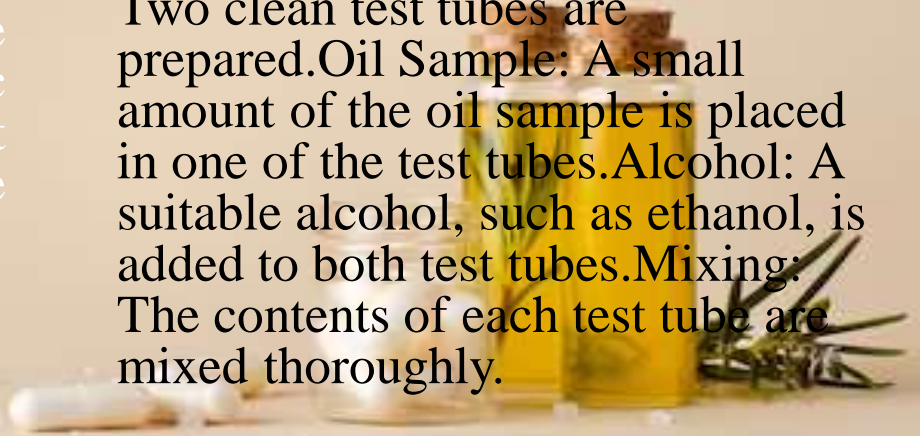 Two clean test tubes are
prepared.Oil Sample: A small
amount of the oil sample is placed
in one of the test tubes.Alcohol: A
suitable alcohol, such as ethanol, is
added to both test tubes.Mixing:
The contents of each test tube are
mixed thoroughly.